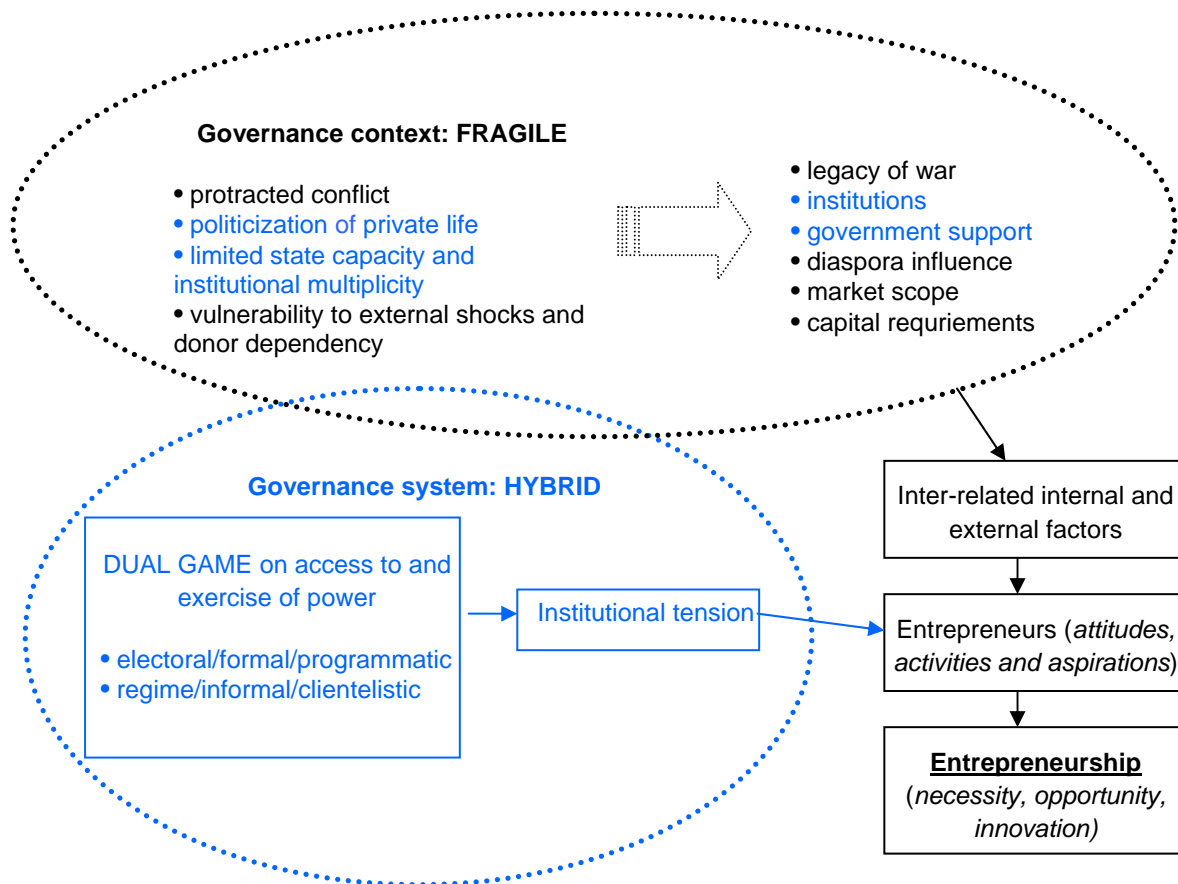 Governance context: FRAGILE
• protracted conflict
• politicization of private life
• limited state capacity and
institutional multiplicity
• vulnerability to external shocks and
donor dependency
• legacy of war
• institutions
• government support
• diaspora influence
• market scope
• capital requriements
Governance system: HYBRID
DUAL GAME on access to and
exercise of power
• electoral/formal/programmatic
• regime/informal/clientelistic
Institutional tension
Inter-related internal and
external factors
Entrepreneurs (attitudes,
activities and aspirations)
Entrepreneurship
(necessity, opportunity,
innovation)